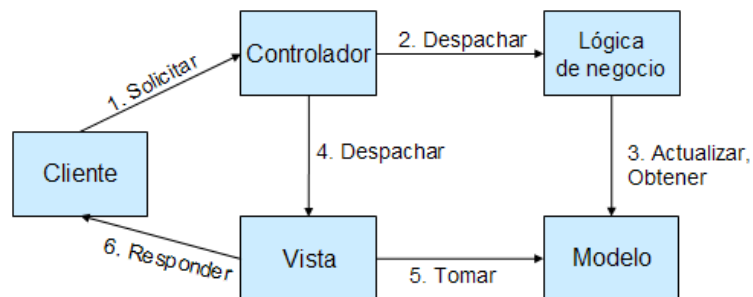 Controlador
2. Despachar
Lógica
de negocio
1. Solicitar
4. Despachar
3. Actualizar,
Obtener
Cliente
6. Responder
Vista
5. Tomar
Modelo